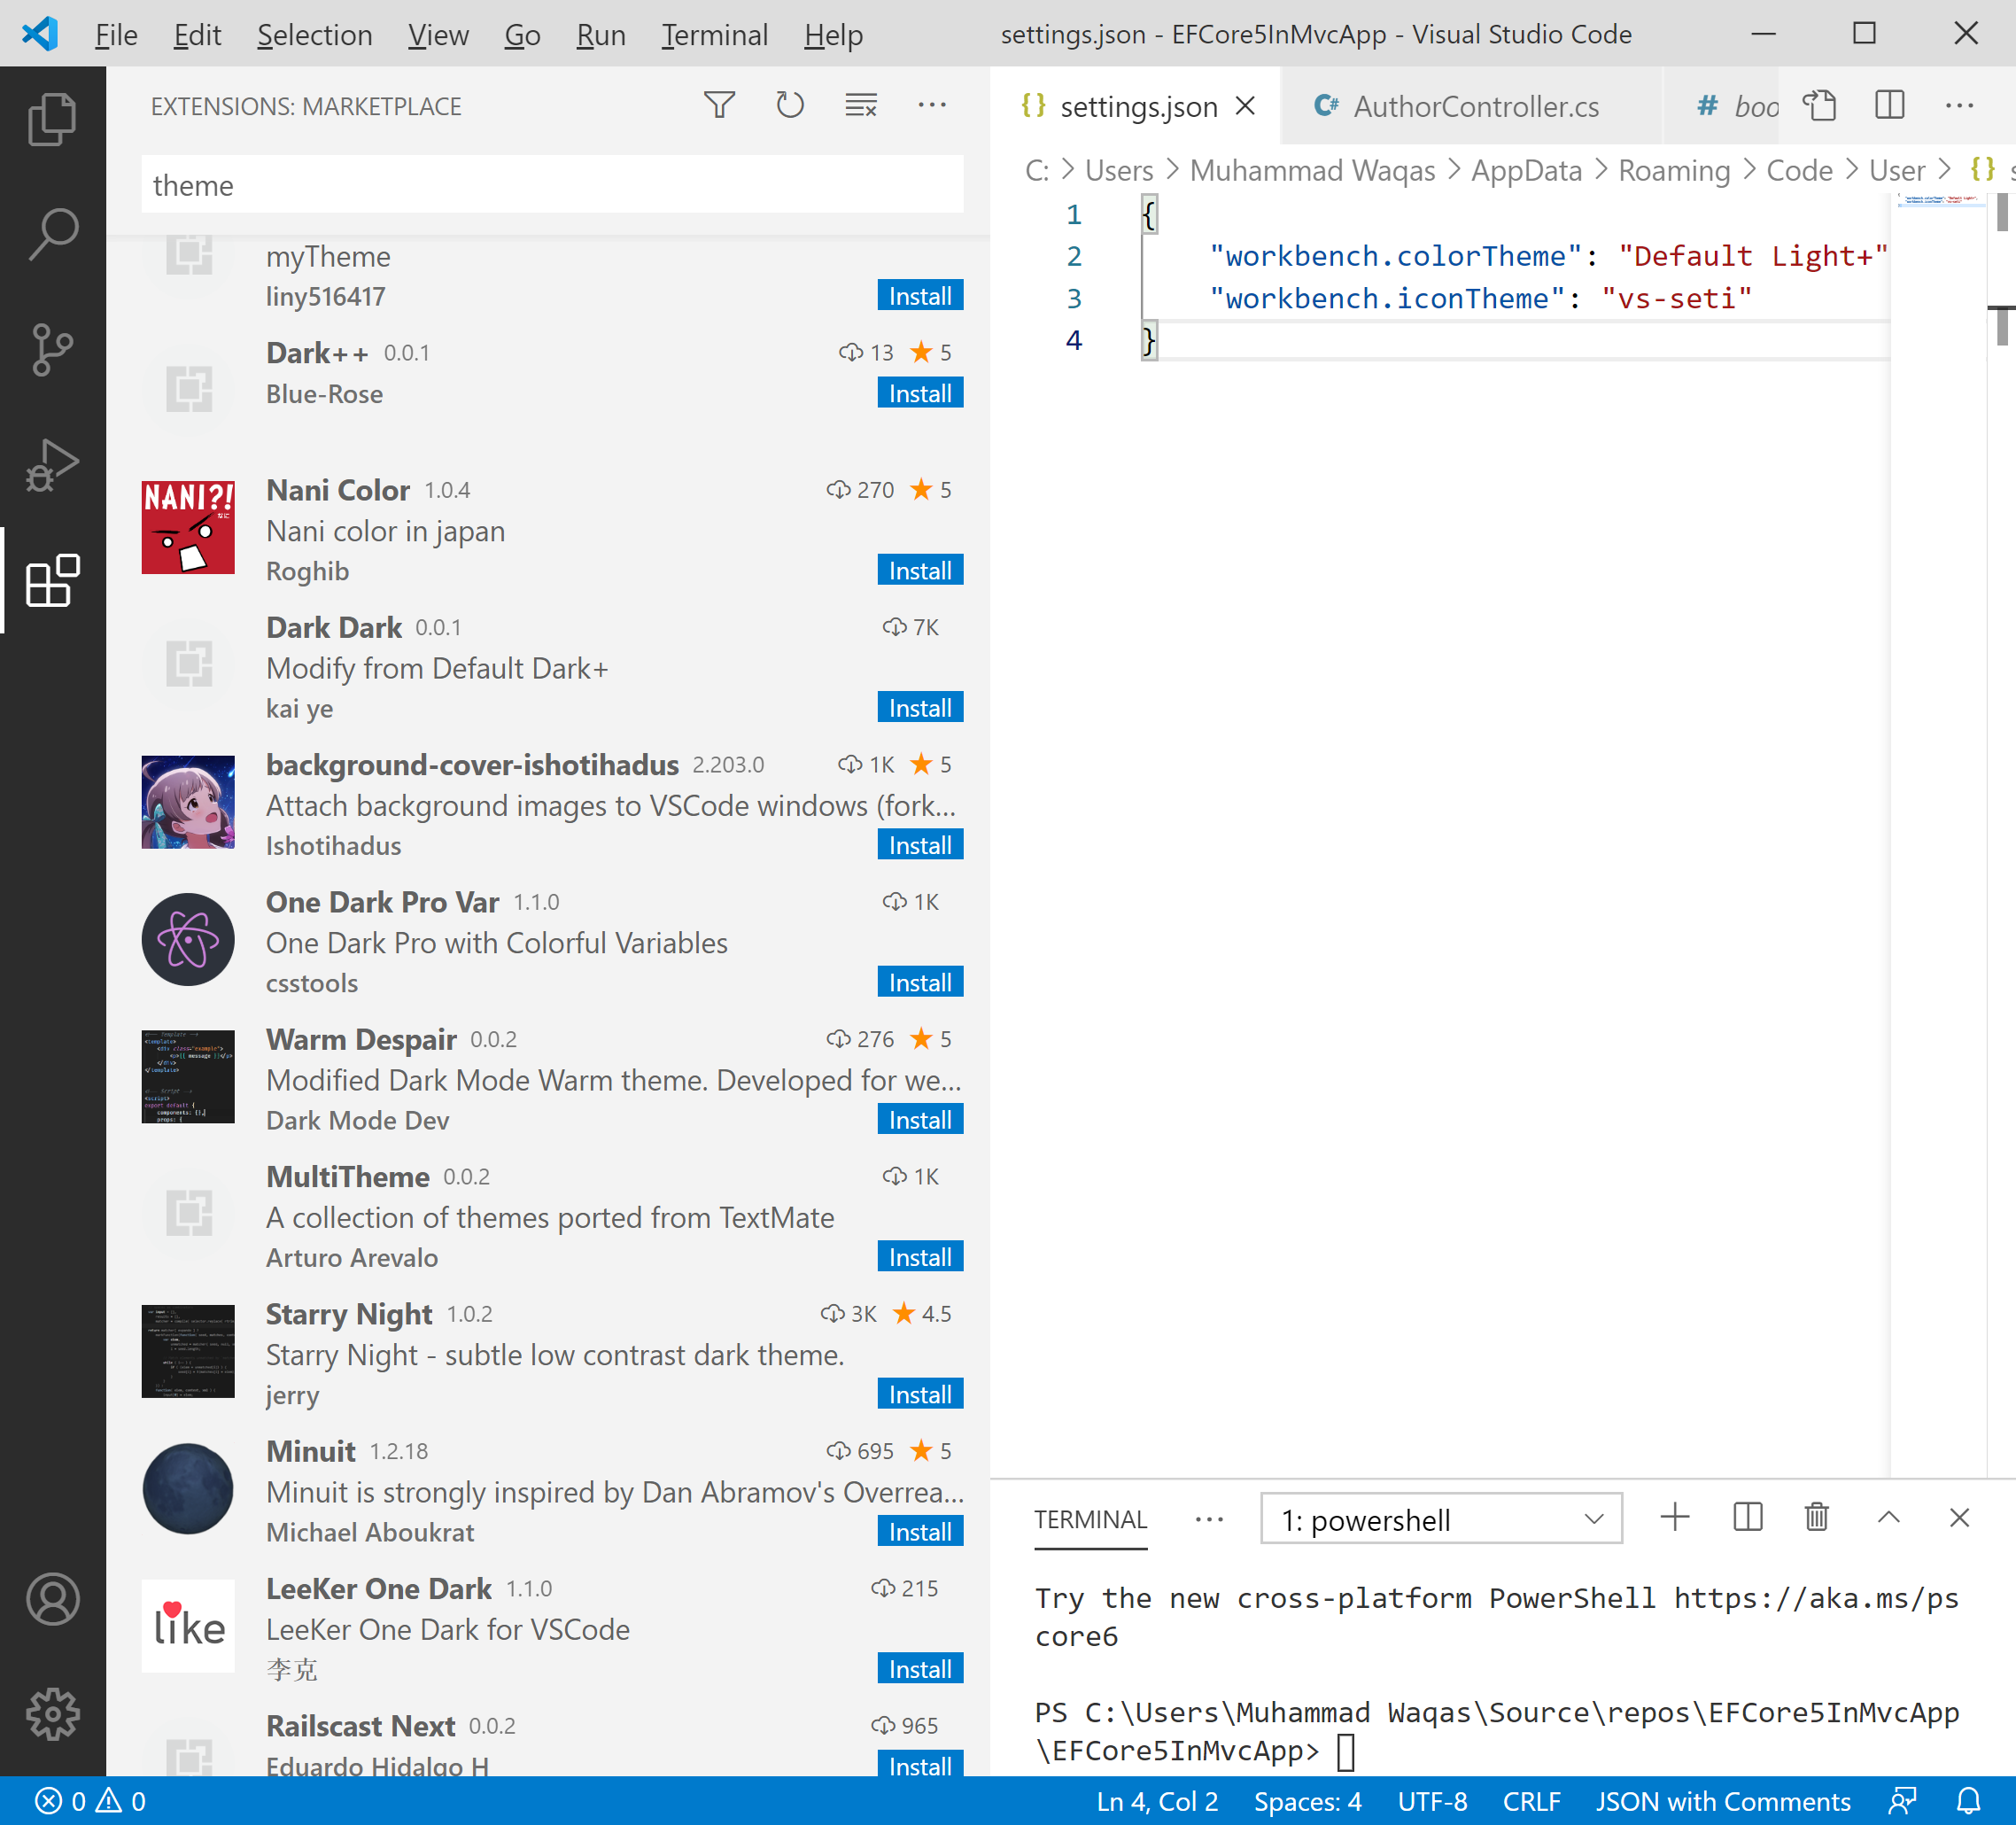 File Edit Selection View Go Run Terminal Help settings.json - EFCore5InMvcApp - Visual Studio Code
EXTENSIONS: MARKETPLACE
theme
myTheme
liny516417 Install
Dark++ 0.0.1 13 5
Blue-Rose Install
NANI?!
Nani Color 1.0.4 270 5
Nani color in japan
Roghib Install
Dark Dark 0.0.1 7K
Modify from Default Dark+
kai ye Install
background-cover-ishotihadus 2.203.0 1K 5
Attach background images to VSCode windows (fork...
Ishotihadus Install
One Dark Pro Var 1.1.0 1K
One Dark Pro with Colorful Variables
csstools Install
Warm Despair 0.0.2 276 5
Modified Dark Mode Warm theme. Developed for we...
Dark Mode Dev Install
MultiTheme 0.0.2 1K
A collection of themes ported from TextMate
Arturo Arevalo Install
Starry Night 1.0.2 3K 4.5
Starry Night - subtle low contrast dark theme.
jerry Install
Minuit 1.2.18 695 5
Minuit is strongly inspired by Dan Abramov's Overrea...
Michael Aboukrat Install
like
LeeKer One Dark 1.1.0 215
LeeKer One Dark for VSCode
李克 Install
Railscast Next 0.0.2 965
Eduardo Hidalgo H Install
{} settings.json C# AuthorController.cs # boo
C: > Users > Muhammad Waqas > AppData > Roaming > Code > User > {} s
1 {
2 "workbench.colorTheme": "Default Light+"
3 "workbench.iconTheme": "vs-seti"
4 }
TERMINAL ... 1: powershell
Try the new cross-platform PowerShell https://aka.ms/ps
core6
PS C:\Users\Muhammad Waqas\Source\repos\EFCore5InMvcApp
\EFCore5InMvcApp>
0 0 Ln 4, Col 2 Spaces: 4 UTF-8 CRLF JSON with Comments